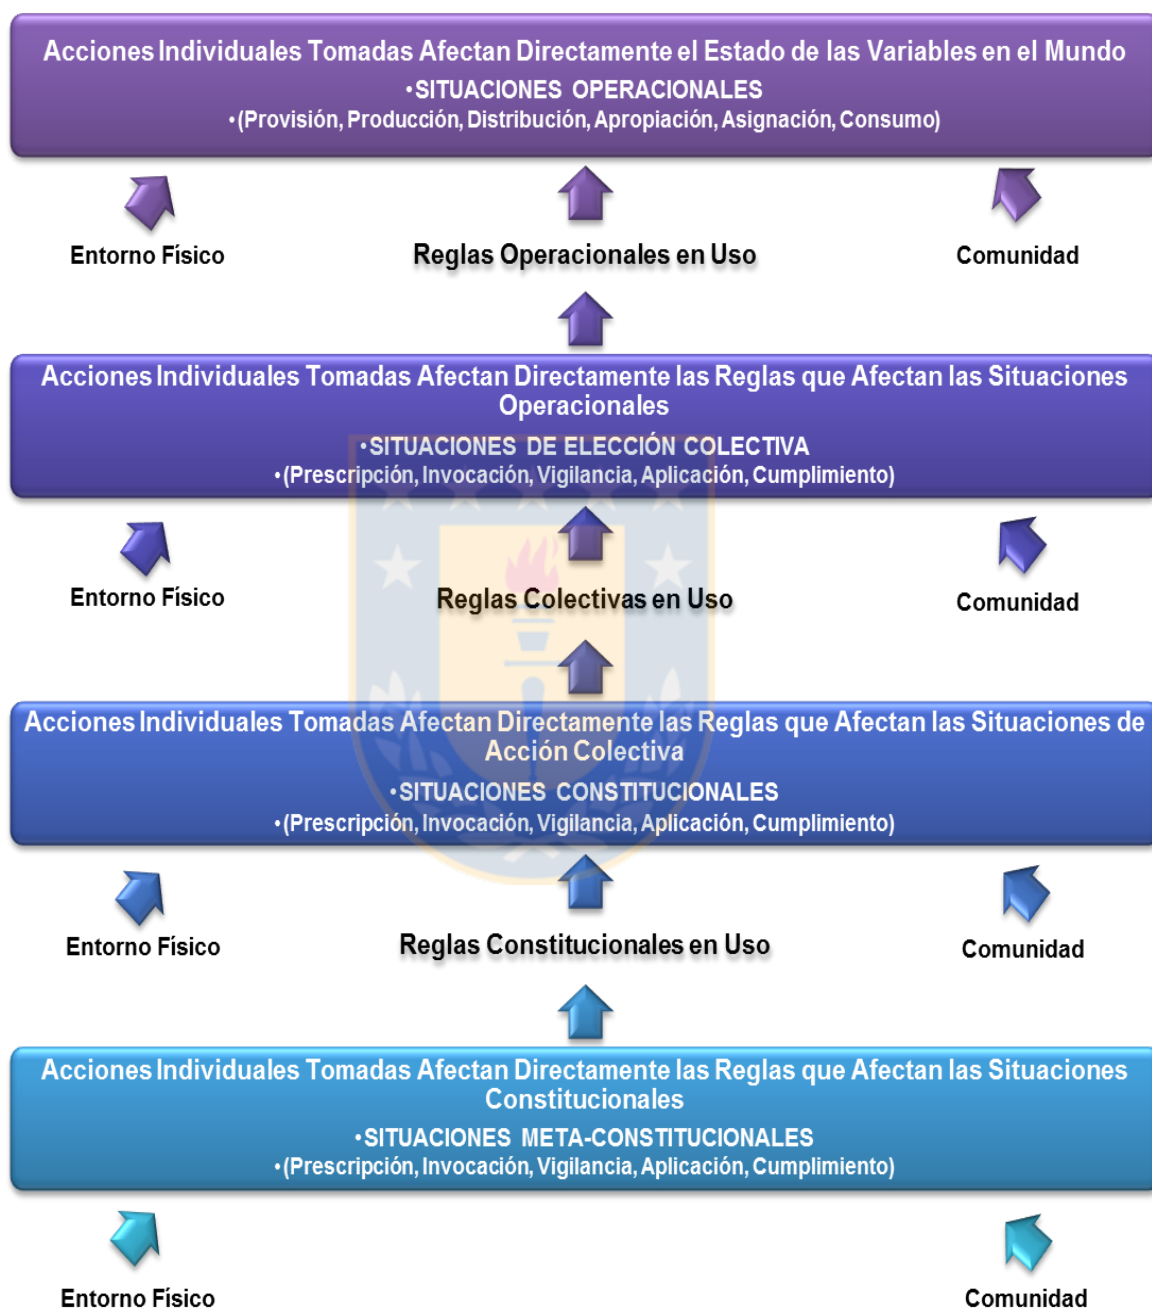 Acciones Individuales Tomadas Afectan Directamente el Estado de las Variables en el Mundo
•SITUACIONES OPERACIONALES
•(Provisión, Producción, Distribución, Apropiación, Asignación, Consumo)
Entorno Físico Reglas Operacionales en Uso Comunidad
Acciones Individuales Tomadas Afectan Directamente las Reglas que Afectan las Situaciones
Operacionales
•SITUACIONES DE ELECCIÓN COLECTIVA
•(Prescripción, Invocación, Vigilancia, Aplicación, Cumplimiento)
Entorno Físico Reglas Colectivas en Uso Comunidad
Acciones Individuales Tomadas Afectan Directamente las Reglas que Afectan las Situaciones de
Acción Colectiva
•SITUACIONES CONSTITUCIONALES
•(Prescripción, Invocación, Vigilancia, Aplicación, Cumplimiento)
Entorno Físico Reglas Constitucionales en Uso Comunidad
Acciones Individuales Tomadas Afectan Directamente las Reglas que Afectan las Situaciones
Constitucionales
•SITUACIONES META-CONSTITUCIONALES
•(Prescripción, Invocación, Vigilancia, Aplicación, Cumplimiento)
Entorno Físico Comunidad